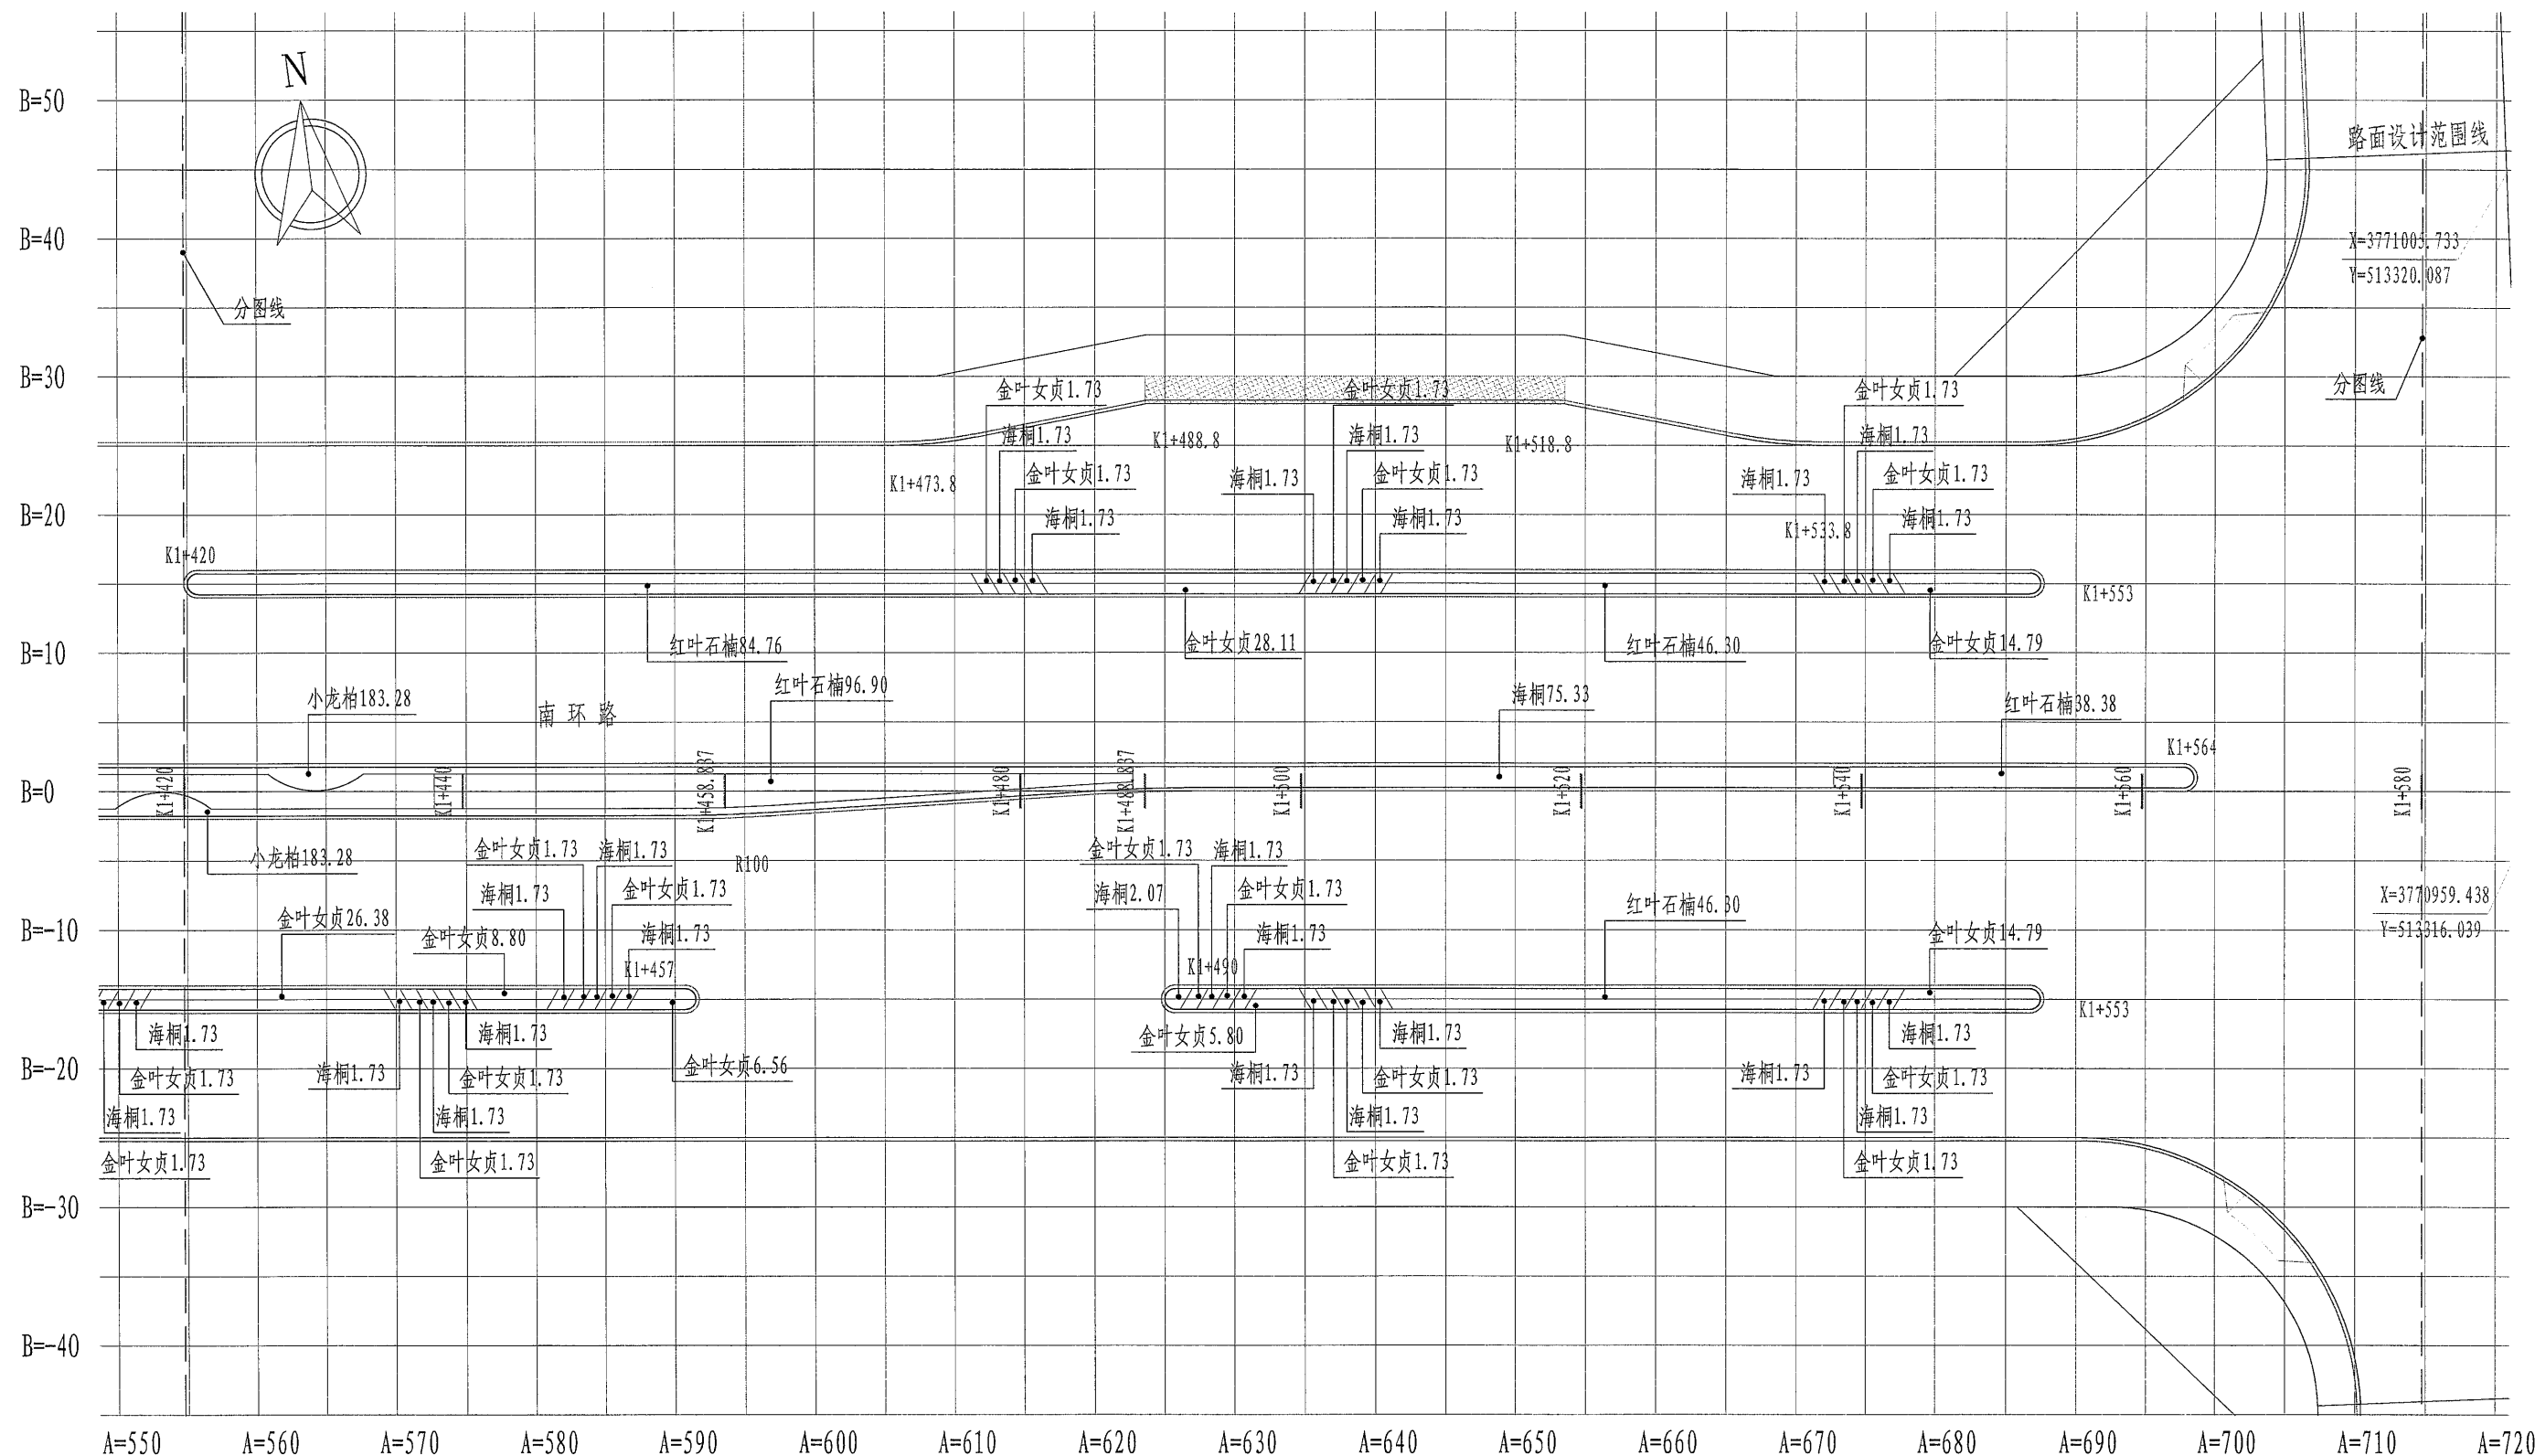 N
B=50
路面设计范围线
B=40
X=3771005.733
Y=513320.087
分图线
B=30
分图线
金叶女贞1.73
金叶女贞1.73
金叶女贞1.73
海桐1.73
K1+488.8
海桐1.73
K1+518.8
海桐1.73
K1+473.8
金叶女贞1.73
海桐1.73
金叶女贞1.73
海桐1.73
金叶女贞1.73
B=20
海桐1.73
海桐1.73
K1+533.8
海桐1.73
K1+420
K1+553
B=10
红叶石楠84.76
金叶女贞28.11
红叶石楠46.30
金叶女贞14.79
小龙柏183.28
南环路
红叶石楠96.90
海桐75.33
红叶石楠38.38
K1+564
B=0
K1+420
K1+440
K1+458.837
K1+480
K1+488.837
K1+500
K1+520
K1+540
K1+560
K1+580
小龙柏183.28
金叶女贞1.73
海桐1.73
R100
金叶女贞1.73
海桐1.73
海桐1.73
金叶女贞1.73
海桐2.07
金叶女贞1.73
红叶石楠46.30
X=3770959.438
Y=513316.039
B=-10
金叶女贞26.38
金叶女贞8.80
海桐1.73
海桐1.73
金叶女贞14.79
K1+457
K1+490
K1+553
海桐1.73
海桐1.73
金叶女贞5.80
海桐1.73
海桐1.73
B=-20
金叶女贞1.73
海桐1.73
金叶女贞1.73
金叶女贞6.56
海桐1.73
金叶女贞1.73
海桐1.73
金叶女贞1.73
海桐1.73
海桐1.73
海桐1.73
海桐1.73
金叶女贞1.73
金叶女贞1.73
金叶女贞1.73
金叶女贞1.73
B=-30
B=-40
A=550
A=560
A=570
A=580
A=590
A=600
A=610
A=620
A=630
A=640
A=650
A=660
A=670
A=680
A=690
A=700
A=710
A=720